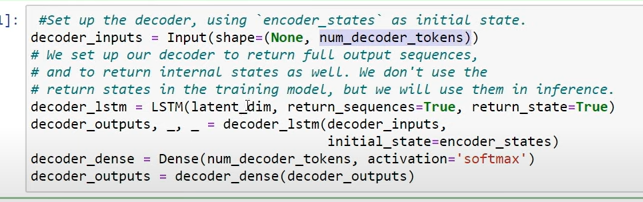 ]:
#Set up the decoder, using `encoder_states` as initial state.
decoder_inputs = Input(shape=(None, num_decoder_tokens))
# We set up our decoder to return full output sequences,
# and to return internal states as well. We don't use the
# return states in the training model, but we will use them in inference.
decoder_lstm = LSTM(latent_dim, return_sequences=True, return_state=True)
decoder_outputs, _, _ = decoder_lstm(decoder_inputs,
initial_state=encoder_states)
decoder_dense = Dense(num_decoder_tokens, activation='softmax')
decoder_outputs = decoder_dense(decoder_outputs)